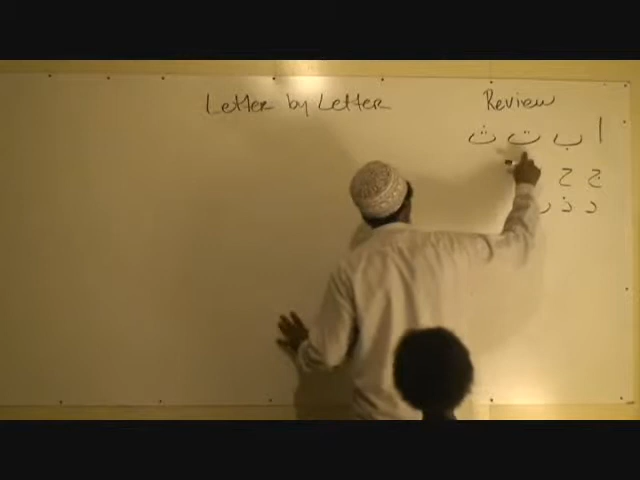 Letter by Letter
Review
ا ب ت ث
ج ح
د ذ ر